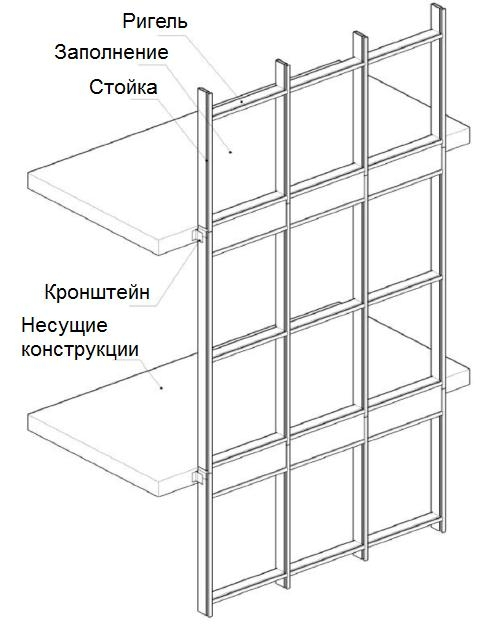 Ригель
Заполнение
Стойка
Кронштейн
Несущие
конструкции